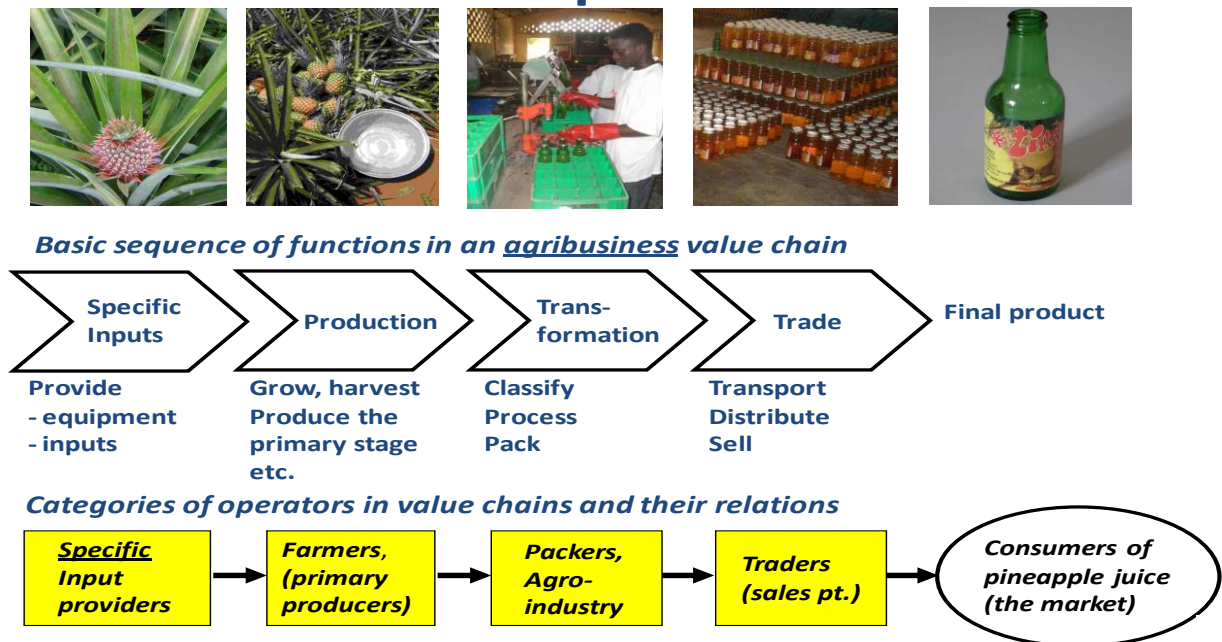 Basic sequence of functions in an agribusiness value chain
Specific
Inputs
Production
Trans-
formation
Trade
Final product
Provide
- equipment
- inputs
Grow, harvest
Produce the
primary stage
etc.
Classify
Process
Pack
Transport
Distribute
Sell
Categories of operators in value chains and their relations
Specific
Input
providers
Farmers,
(primary
producers)
Packers,
Agro-
industry
Traders
(sales pt.)
Consumers of
pineapple juice
(the market)